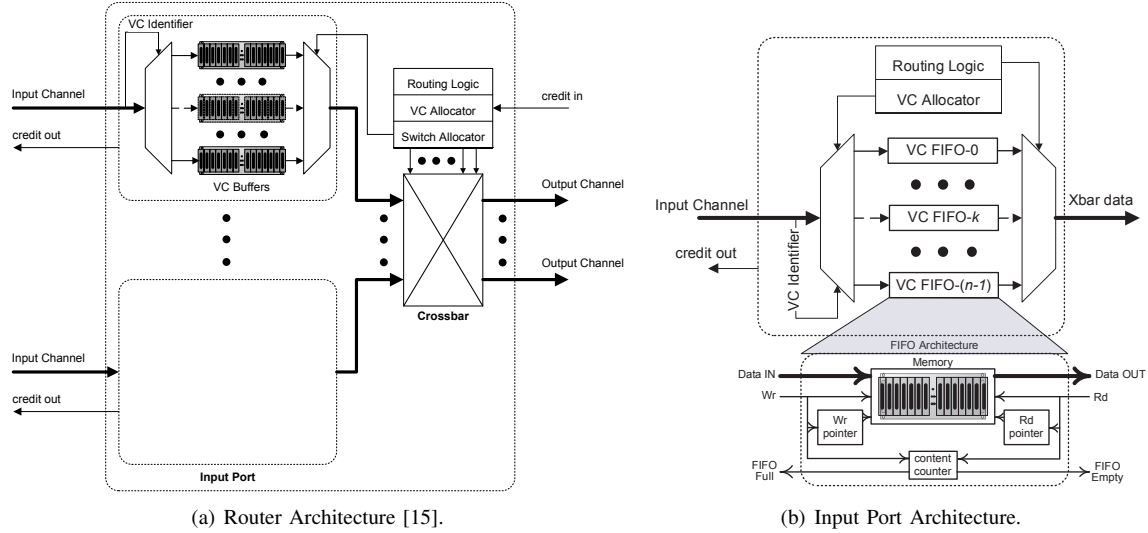 VC Identifier
Input Channel
credit out
VC Buffers
Routing Logic
VC Allocator
Switch Allocator
credit in
Output Channel
Output Channel
Crossbar
Input Channel
credit out
Input Port
(a) Router Architecture [15].
Routing Logic
VC Allocator
VC FIFO-0
Input Channel
VC FIFO-k
Xbar data
credit out
VC Identifier
VC FIFO-(n-1)
FIFO Architecture
Memory
Data IN
Data OUT
Wr
Rd
Wr
pointer
Rd
pointer
content
counter
FIFO
Full
FIFO
Empty
(b) Input Port Architecture.